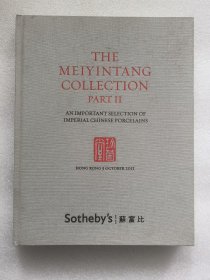 THE
MEIYINTANG
COLLECTION
PART II
AN IMPORTANT SELECTION OF
IMPERIAL CHINESE PORCELAINS
HONG KONG 5 OCTOBER 2011
Sotheby's 蘇富比